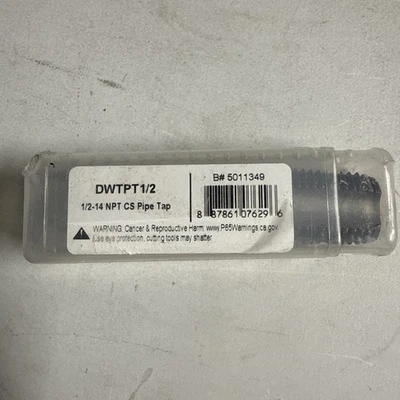 DWTPT1/2
1/2-14 NPT CS Pipe Tap
B# 5011349
8 87861 07629 6
WARNING: Cancer & Reproductive Harm: www.P65Warnings.ca.gov
Use eye protection, cutting tools may shatter